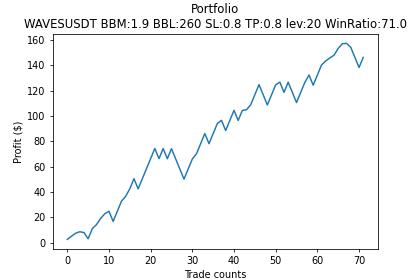 Portfolio
WAVESUSDT BBM:1.9 BBL:260 SL:0.8 TP:0.8 lev:20 WinRatio:71.0
160
140
120
100
80
60
40
20
0
Profit ($)
0 10 20 30 40 50 60 70
Trade counts